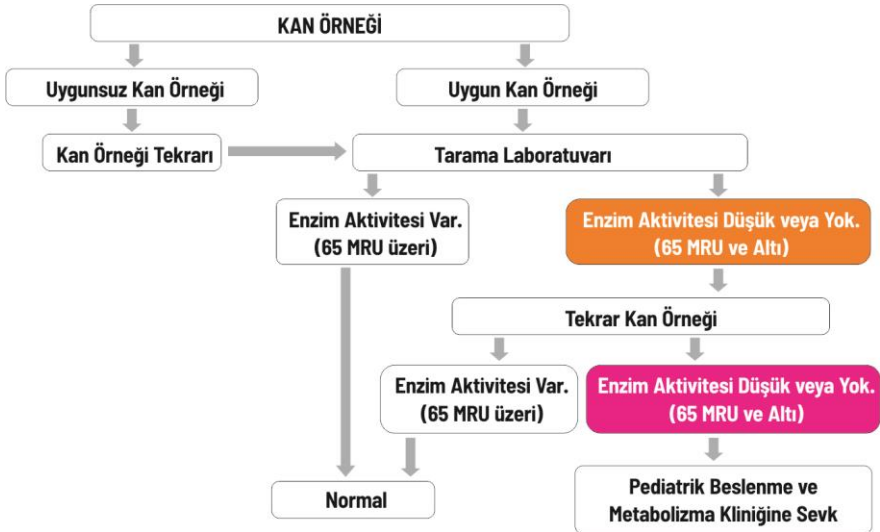 KAN ÖRNEĞİ
Uygunsuz Kan Örneği
Uygun Kan Örneği
Kan Örneği Tekrarı
Tarama Laboratuvarı
Enzim Aktivitesi Var.
(65 MRU üzeri)
Enzim Aktivitesi Düşük veya Yok.
(65 MRU ve Altı)
Tekrar Kan Örneği
Enzim Aktivitesi Var.
(65 MRU üzeri)
Enzim Aktivitesi Düşük veya Yok.
(65 MRU ve Altı)
Normal
Pediatrik Beslenme ve
Metabolizma Kliniğine Sevk